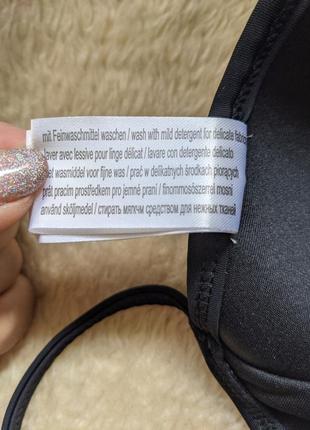 mit Feinwaschmittel waschen / wash with mild detergent for delicate fabric
laver avec lessive pour linge délicat / lavare con detergente delicato
met wasmiddel voor fijne was / prać w delikatnych środkach piorących
prát pracím prostředkem pro jemné praní / finommosószerrel mosni
använd sköljmedel / стирать мягким средством для нежных тканей